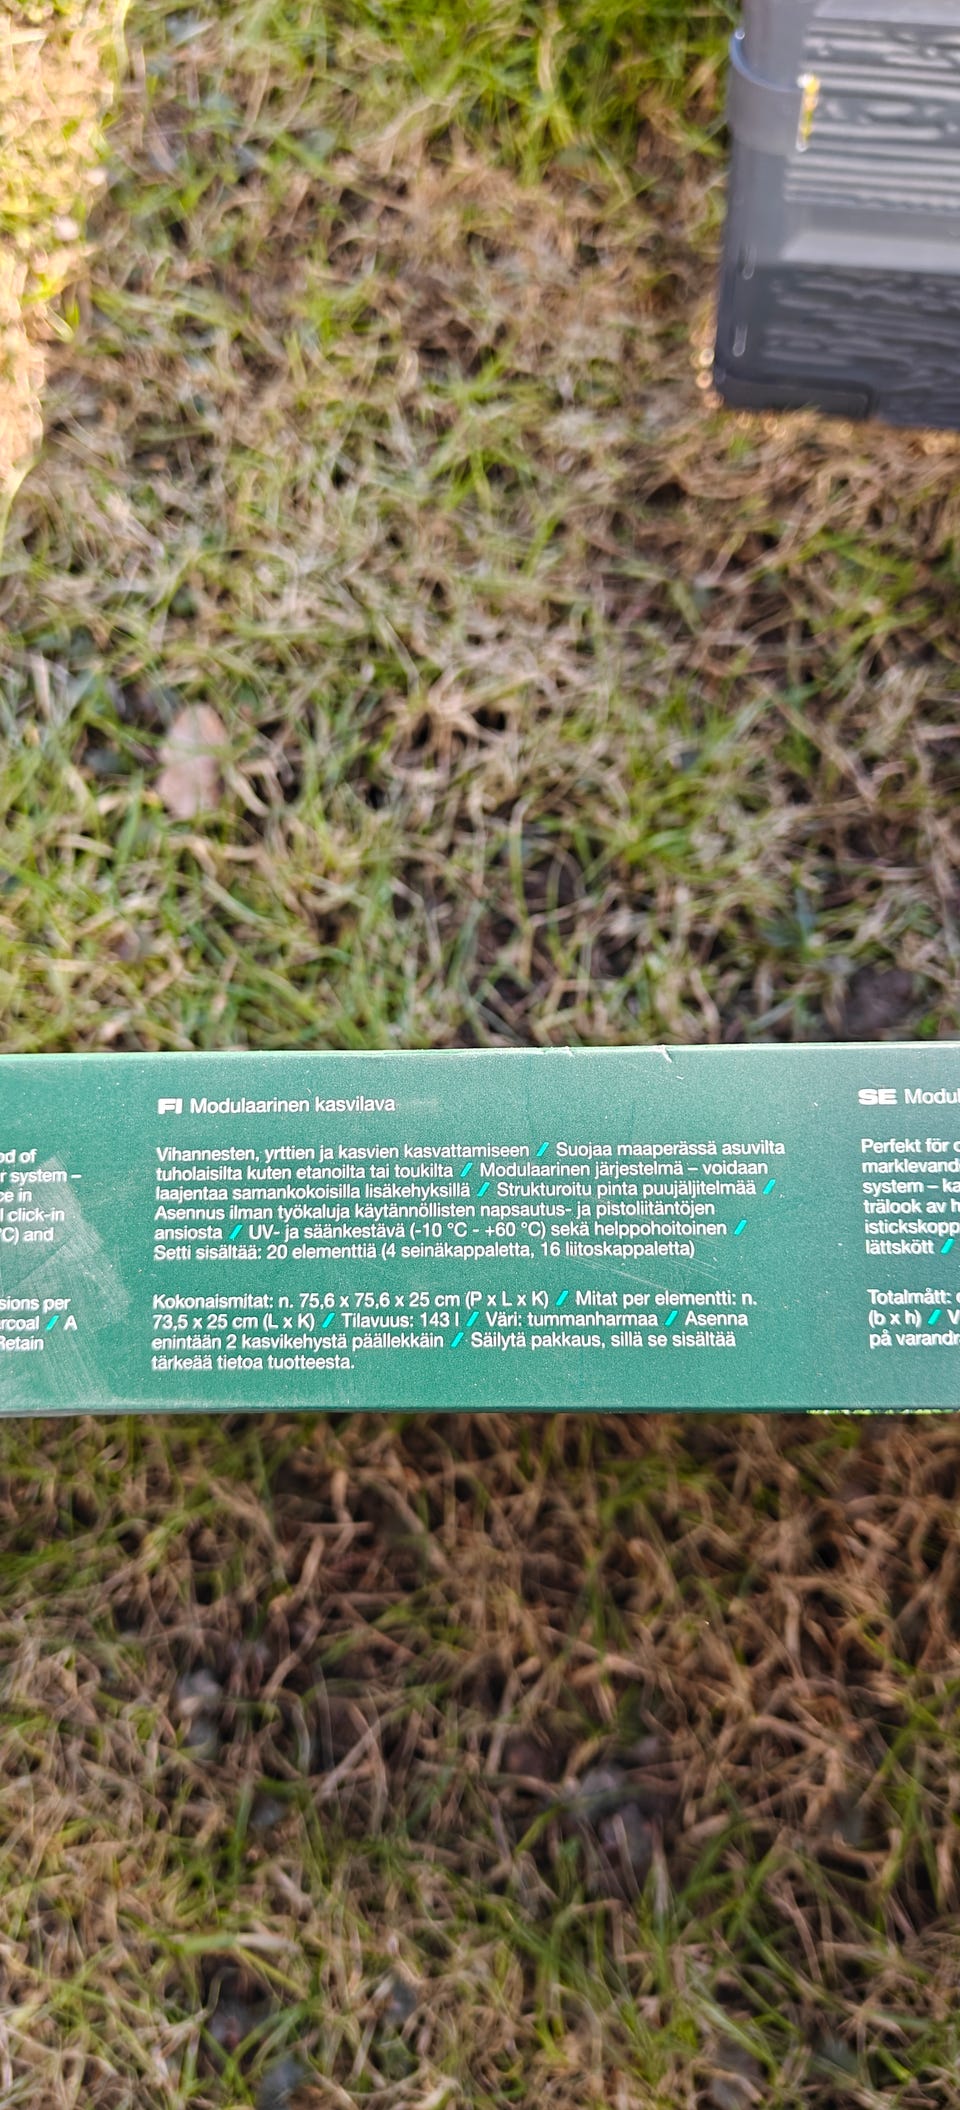 od of
r system –
ce in
l click-in
°C) and
sions per
rcoal / A
Retain
FI Modulaarinen kasvilava
Vihannesten, yrttien ja kasvien kasvattamiseen / Suojaa maaperässä asuvilta
tuholaisilta kuten etanoilta tai toukilta / Modulaarinen järjestelmä – voidaan
laajentaa samankokoisilla lisäkehyksillä / Strukturoitu pinta puujäljitelmää /
Asennus ilman työkaluja käytännöllisten napsautus- ja pistoliitäntöjen
ansiosta / UV- ja säänkestävä (-10 °C - +60 °C) sekä helppohoitoinen /
Setti sisältää: 20 elementtiä (4 seinäkappaletta, 16 liitoskappaletta)
Kokonaismitat: n. 75,6 x 75,6 x 25 cm (P x L x K) / Mitat per elementti: n.
73,5 x 25 cm (L x K) / Tilavuus: 143 l / Väri: tummanharmaa / Asenna
enintään 2 kasvikehystä päällekkäin / Säilytä pakkaus, sillä se sisältää
tärkeää tietoa tuotteesta.
SE Modul
Perfekt för o
marklevande
system – ka
trälook av h
istickskopp
lättskött /
Totalmått: c
(b x h) / V
på varandra